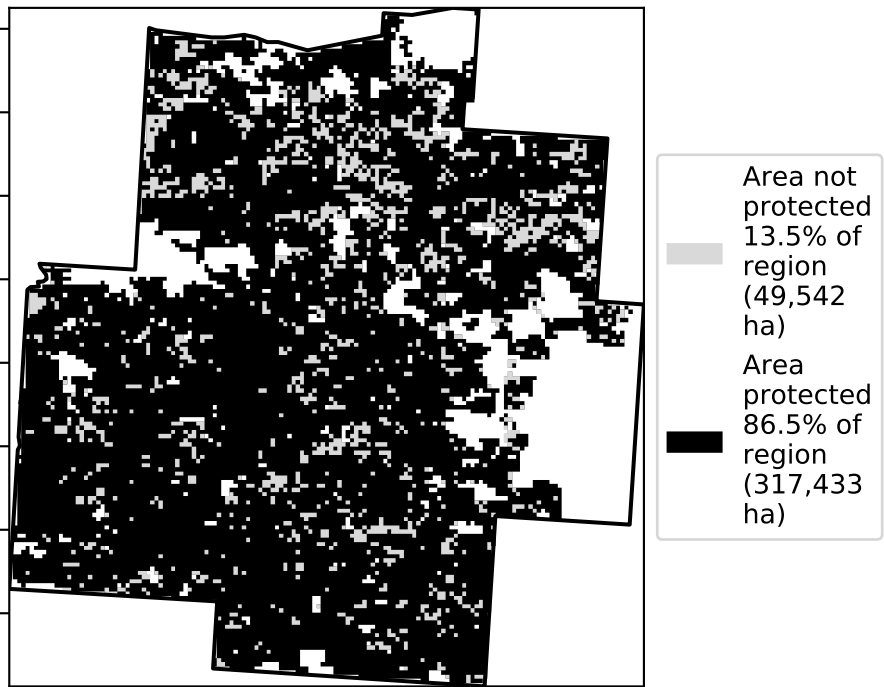 Area not
protected
13.5% of
region
(49,542
ha)
Area
protected
86.5% of
region
(317,433
ha)